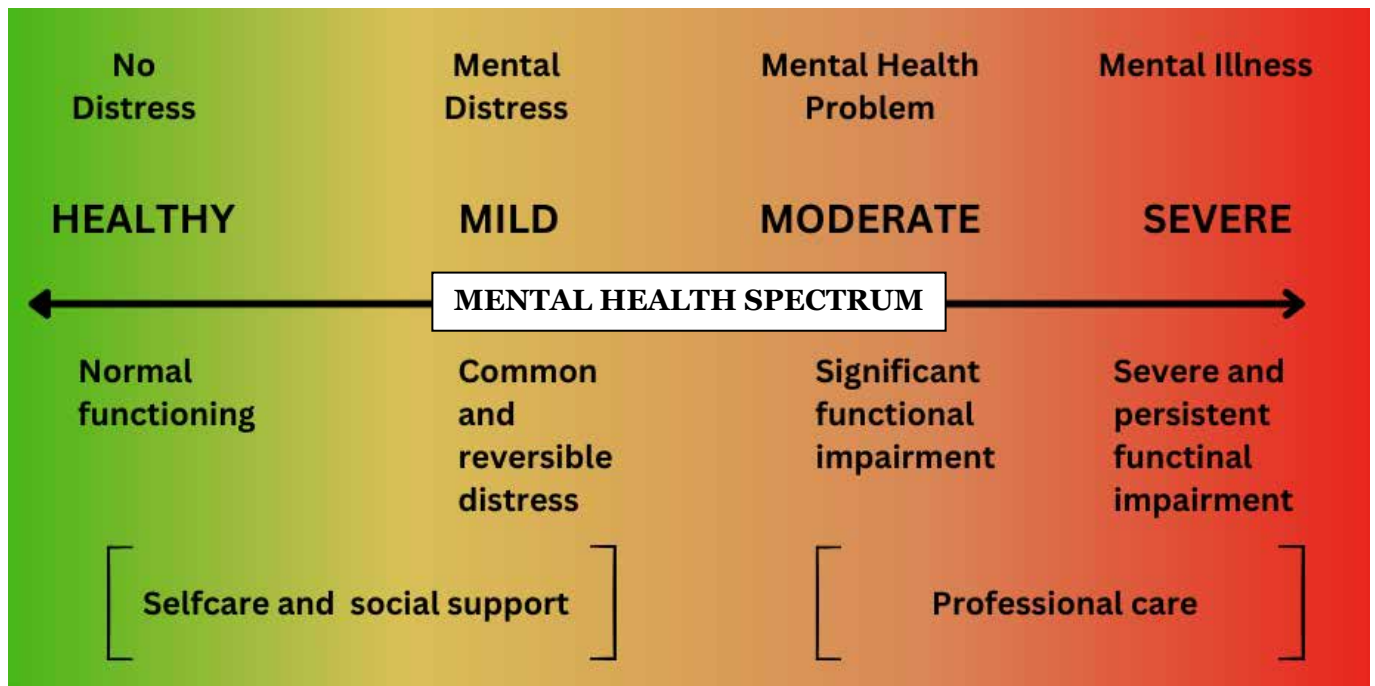 No
Distress
Mental
Distress
Mental Health
Problem
Mental Illness
HEALTHY
MILD
MODERATE
SEVERE
MENTAL HEALTH SPECTRUM
Normal
functioning
Common
and
reversible
distress
Significant
functional
impairment
Severe and
persistent
functinal
impairment
Selfcare and social support
Professional care